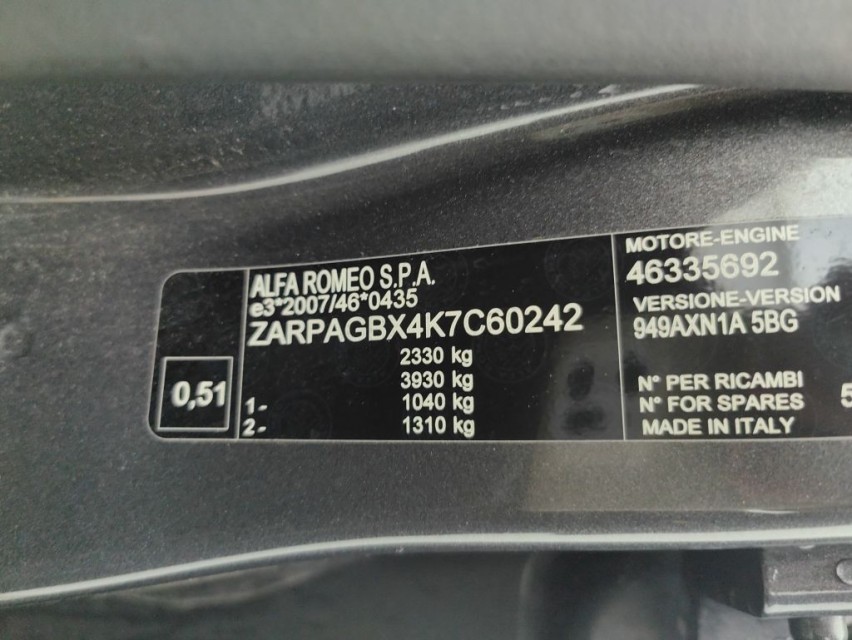 ALFA ROMEO S.P.A.
e3*2007/46*0435
ZARPAGBX4K7C60242
2330 kg
3930 kg
1- 1040 kg
2- 1310 kg
0,51
MOTORE-ENGINE
46335692
VERSIONE-VERSION
949AXN1A 5BG
N° PER RICAMBI
N° FOR SPARES 5
MADE IN ITALY